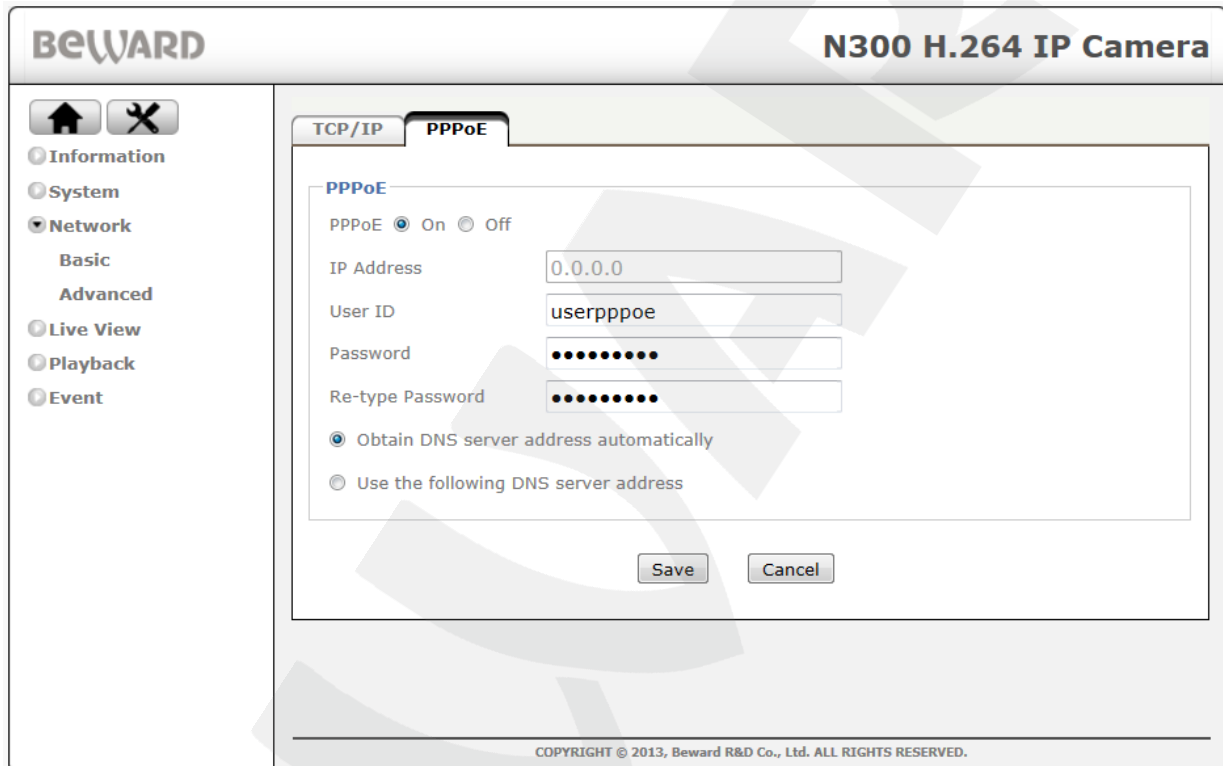 BEWARD
N300 H.264 IP Camera
TCP/IP PPPoE
Information
System
Network
Basic
Advanced
Live View
Playback
Event
PPPoE
PPPoE On Off
IP Address 0.0.0.0
User ID userpppoe
Password •••••••••
Re-type Password •••••••••
Obtain DNS server address automatically
Use the following DNS server address
Save Cancel
COPYRIGHT © 2013, Beward R&D Co., Ltd. ALL RIGHTS RESERVED.